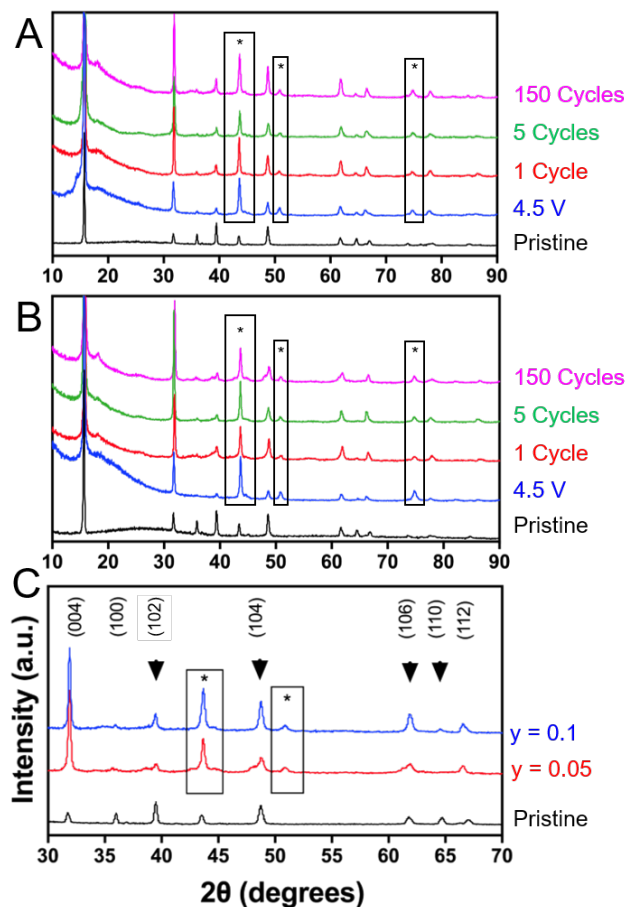 A
*
*
*
150 Cycles
5 Cycles
1 Cycle
4.5 V
Pristine
10 20 30 40 50 60 70 80 90
B
*
*
*
150 Cycles
5 Cycles
1 Cycle
4.5 V
Pristine
10 20 30 40 50 60 70 80 90
C
Intensity (a.u.)
(004)
(100)
(102)
(104)
(106)
(110)
(112)
*
*
y = 0.1
y = 0.05
Pristine
30 35 40 45 50 55 60 65 70
2θ (degrees)